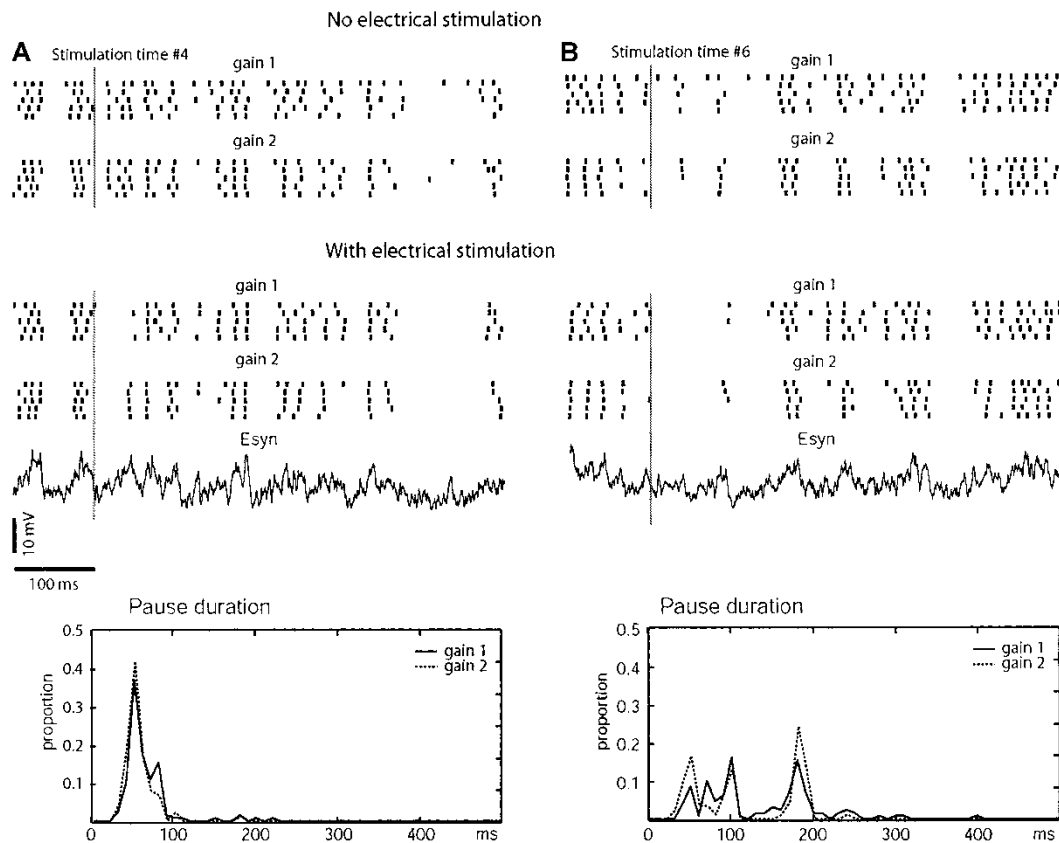 No electrical stimulation
A
Stimulation time #4
gain 1
gain 2
B
Stimulation time #6
gain 1
gain 2
With electrical stimulation
gain 1
gain 2
Esyn
gain 1
gain 2
Esyn
10 mV
100 ms
Pause duration
0.5
0.4
0.3
0.2
0.1
proportion
gain 1
gain 2
0 100 200 300 400 ms
Pause duration
0.5
0.4
0.3
0.2
0.1
proportion
gain 1
gain 2
0 100 200 300 400 ms